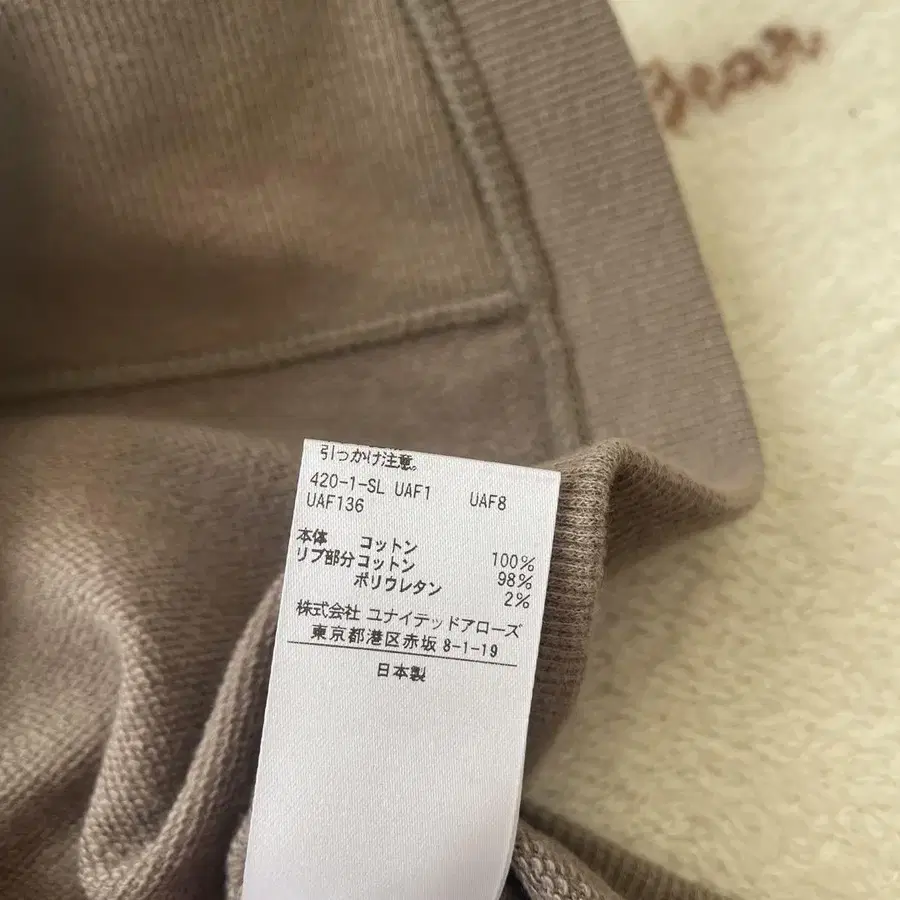 Bear
引っかけ注意。
420-1-SL UAF1 UAF8
UAF136
本体 コットン 100%
リブ部分コットン 98%
ポリウレタン 2%
株式会社 ユナイテッドアローズ
東京都港区赤坂 8-1-19
日本製